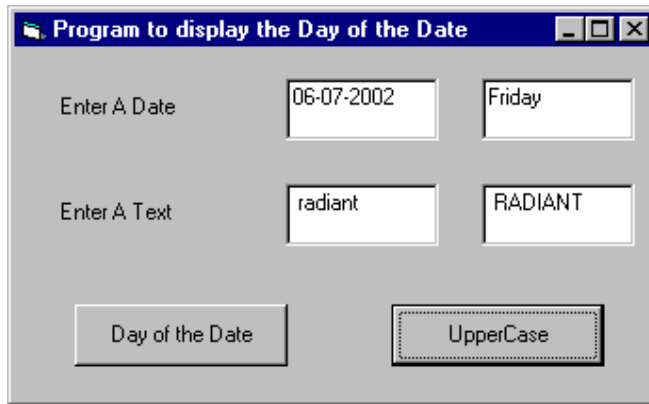 Program to display the Day of the Date
Enter A Date 06-07-2002 Friday
Enter A Text radiant RADIANT
Day of the Date UpperCase